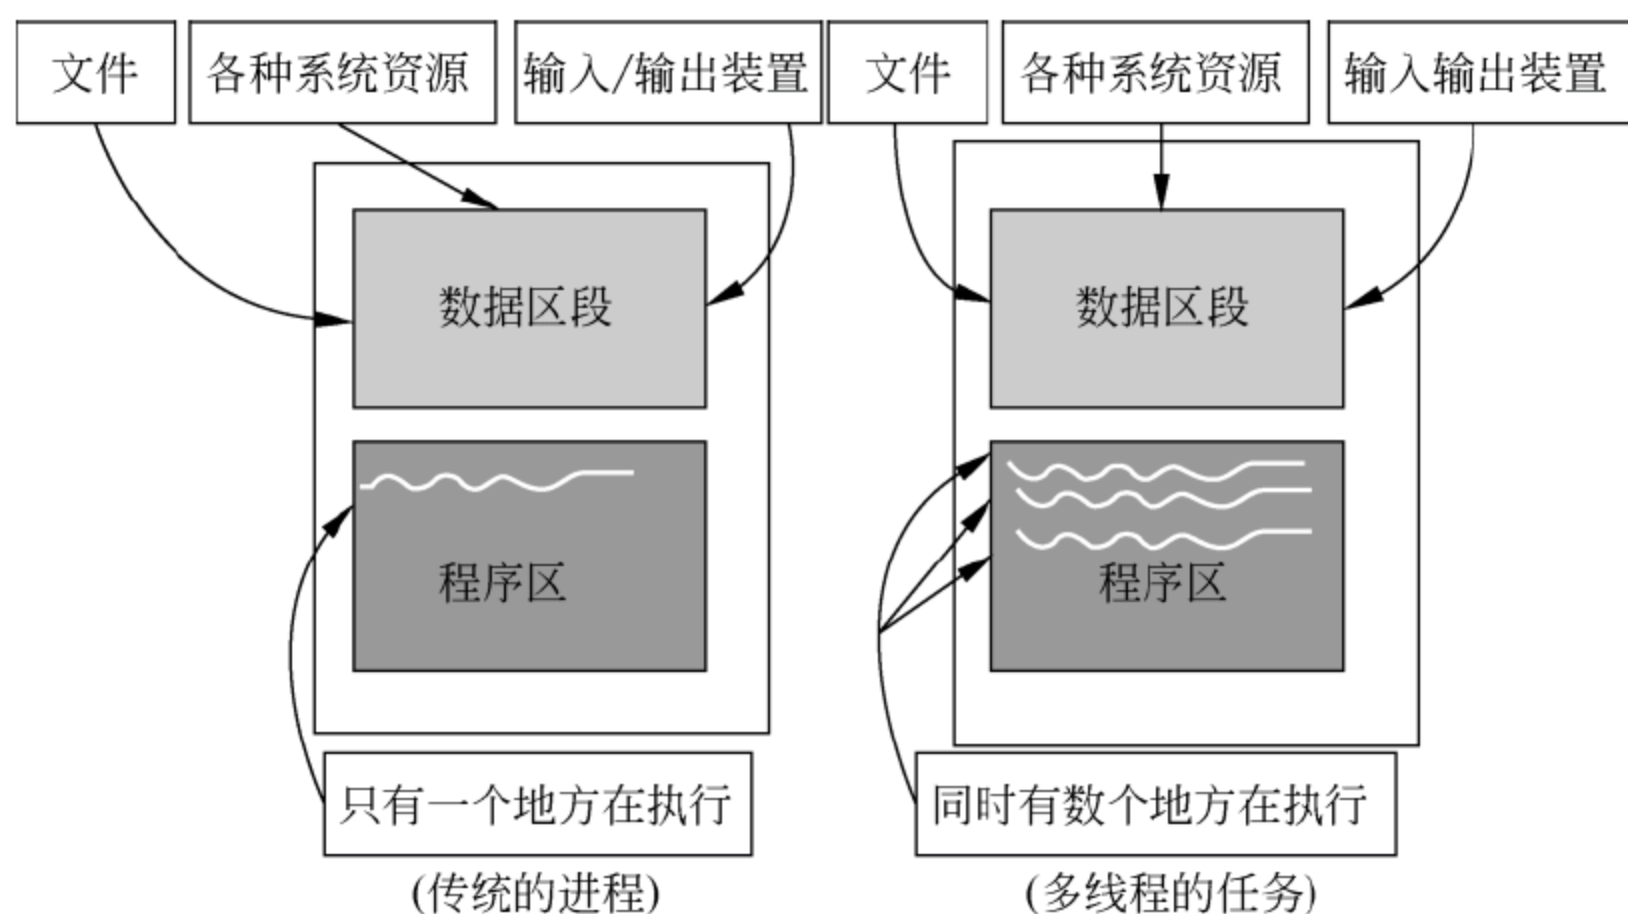 文件
各种系统资源
输入/输出装置
文件
各种系统资源
输入输出装置
数据区段
数据区段
程序区
程序区
只有一个地方在执行
同时有数个地方在执行
(传统的进程)
(多线程的任务)